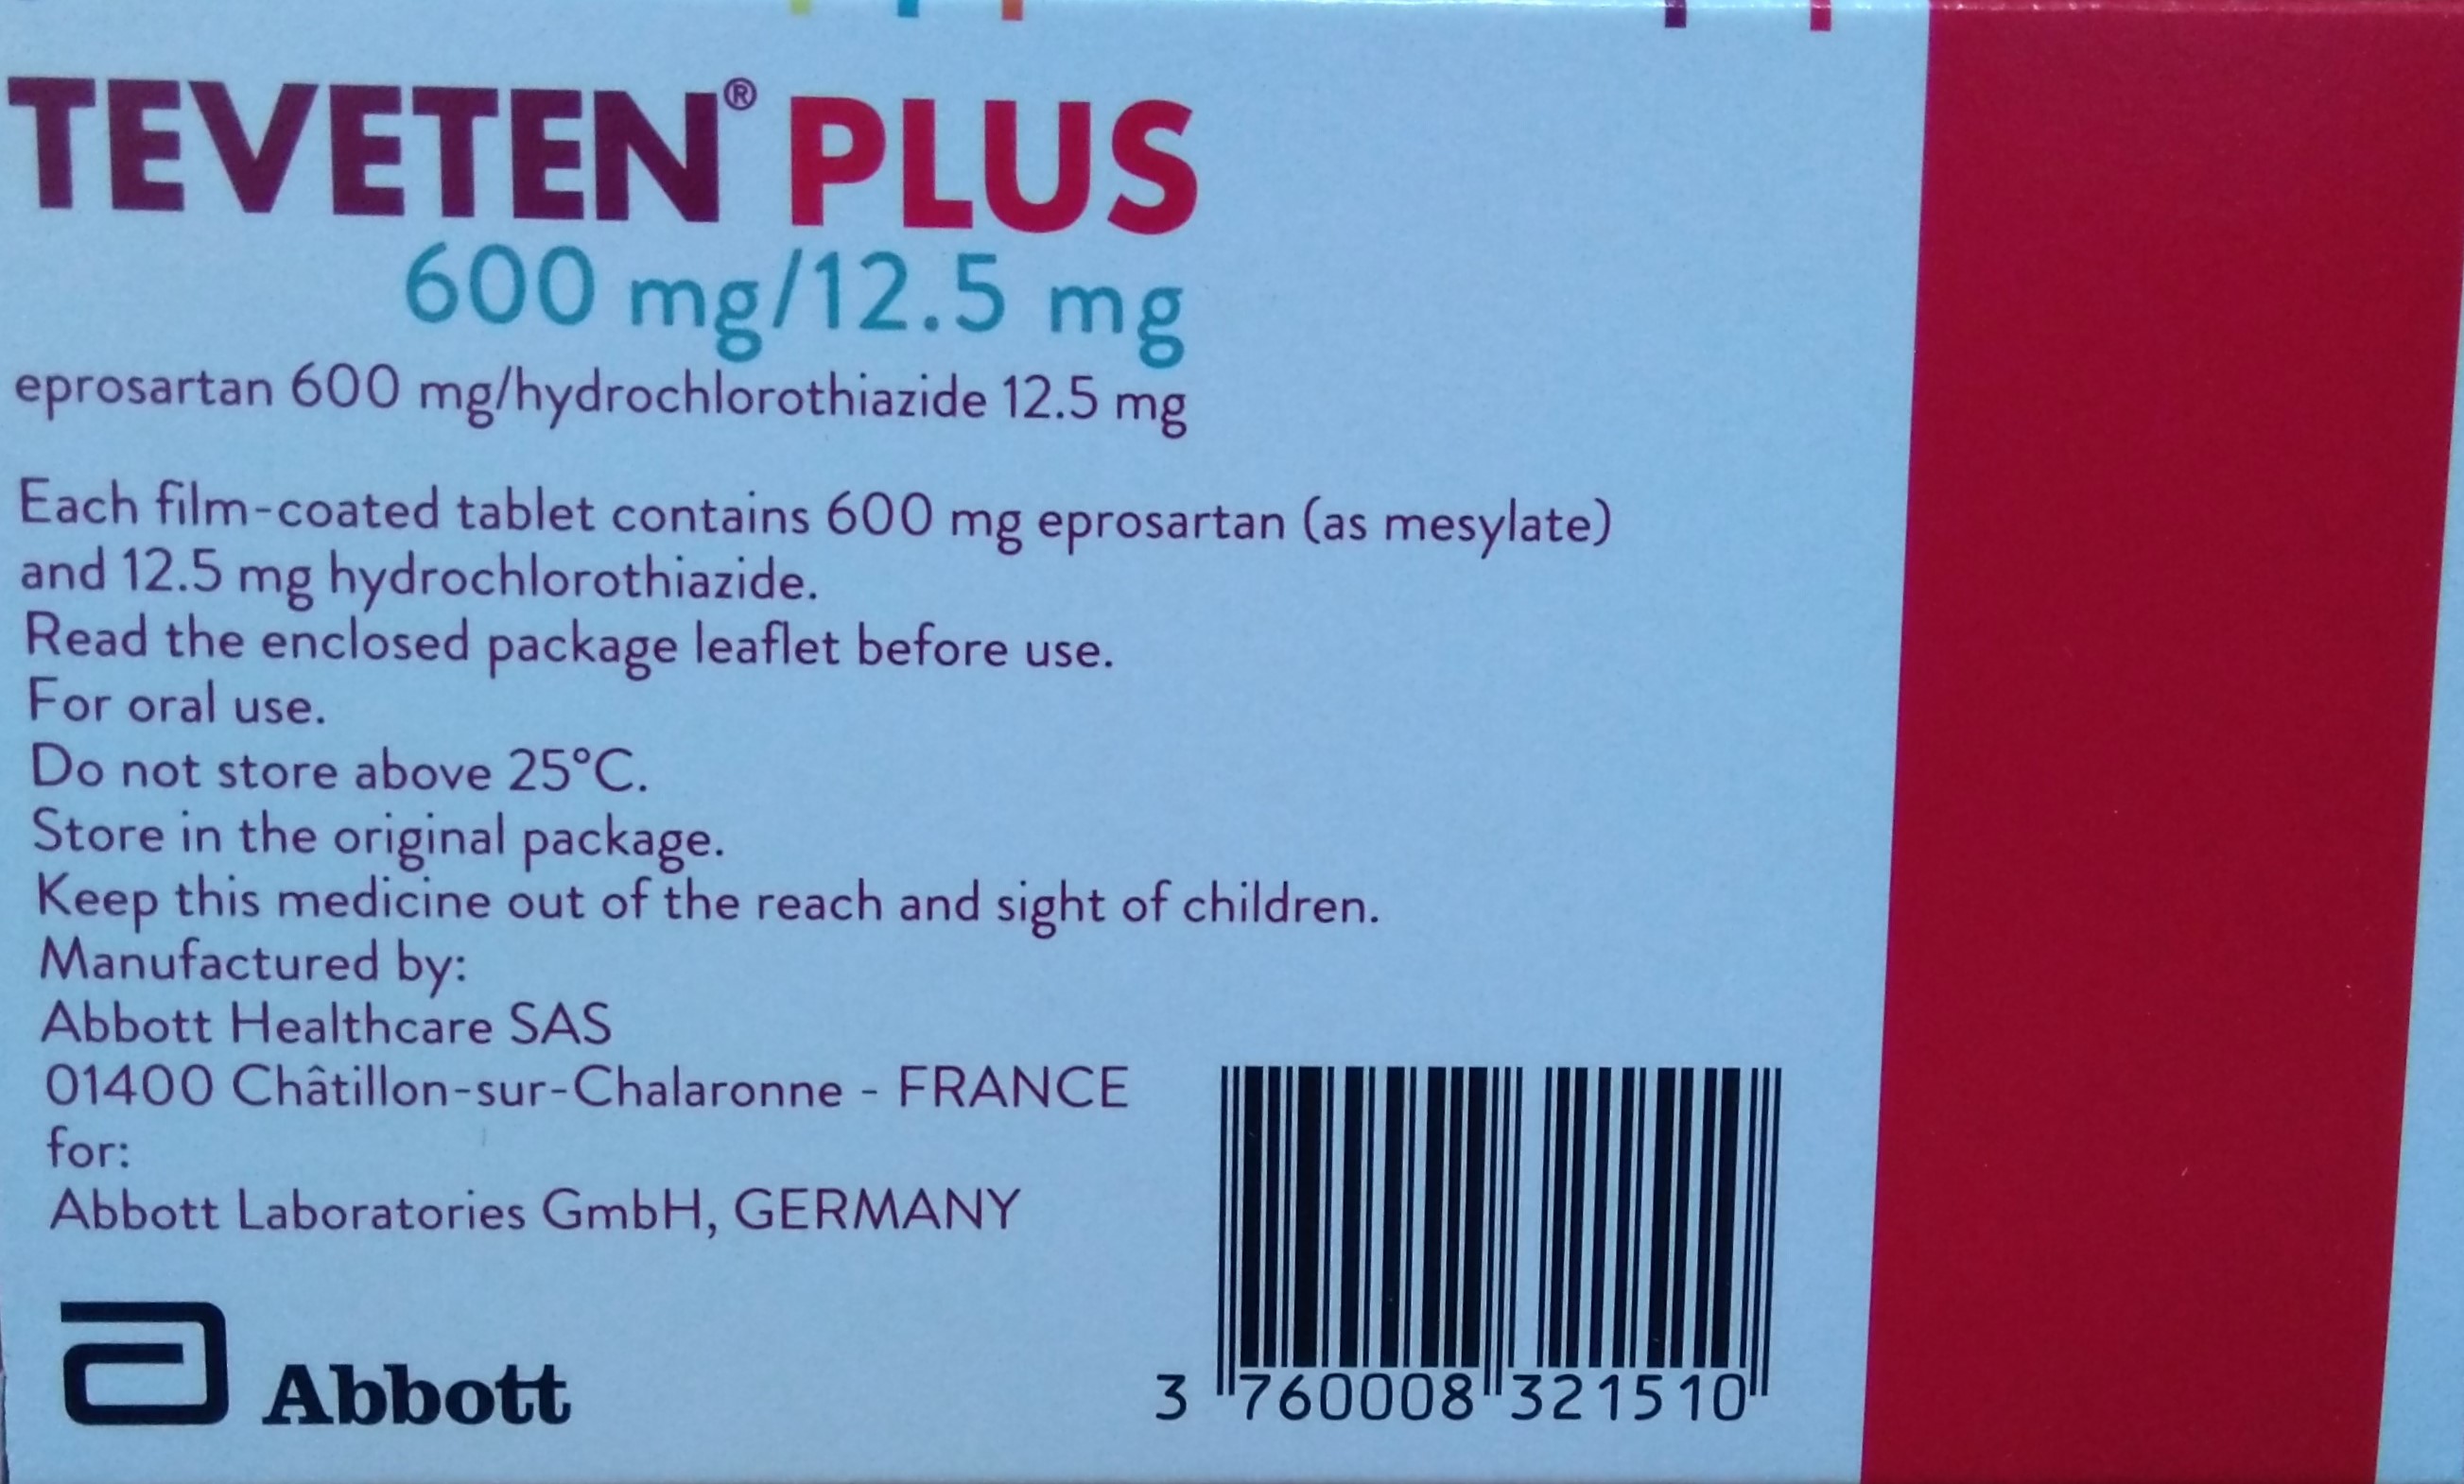 TEVETEN® PLUS
600 mg/12.5 mg
eprosartan 600 mg/hydrochlorothiazide 12.5 mg
Each film-coated tablet contains 600 mg eprosartan (as mesylate)
and 12.5 mg hydrochlorothiazide.
Read the enclosed package leaflet before use.
For oral use.
Do not store above 25°C.
Store in the original package.
Keep this medicine out of the reach and sight of children.
Manufactured by:
Abbott Healthcare SAS
01400 Châtillon-sur-Chalaronne - FRANCE
for:
Abbott Laboratories GmbH, GERMANY
Abbott
3 760008 321510